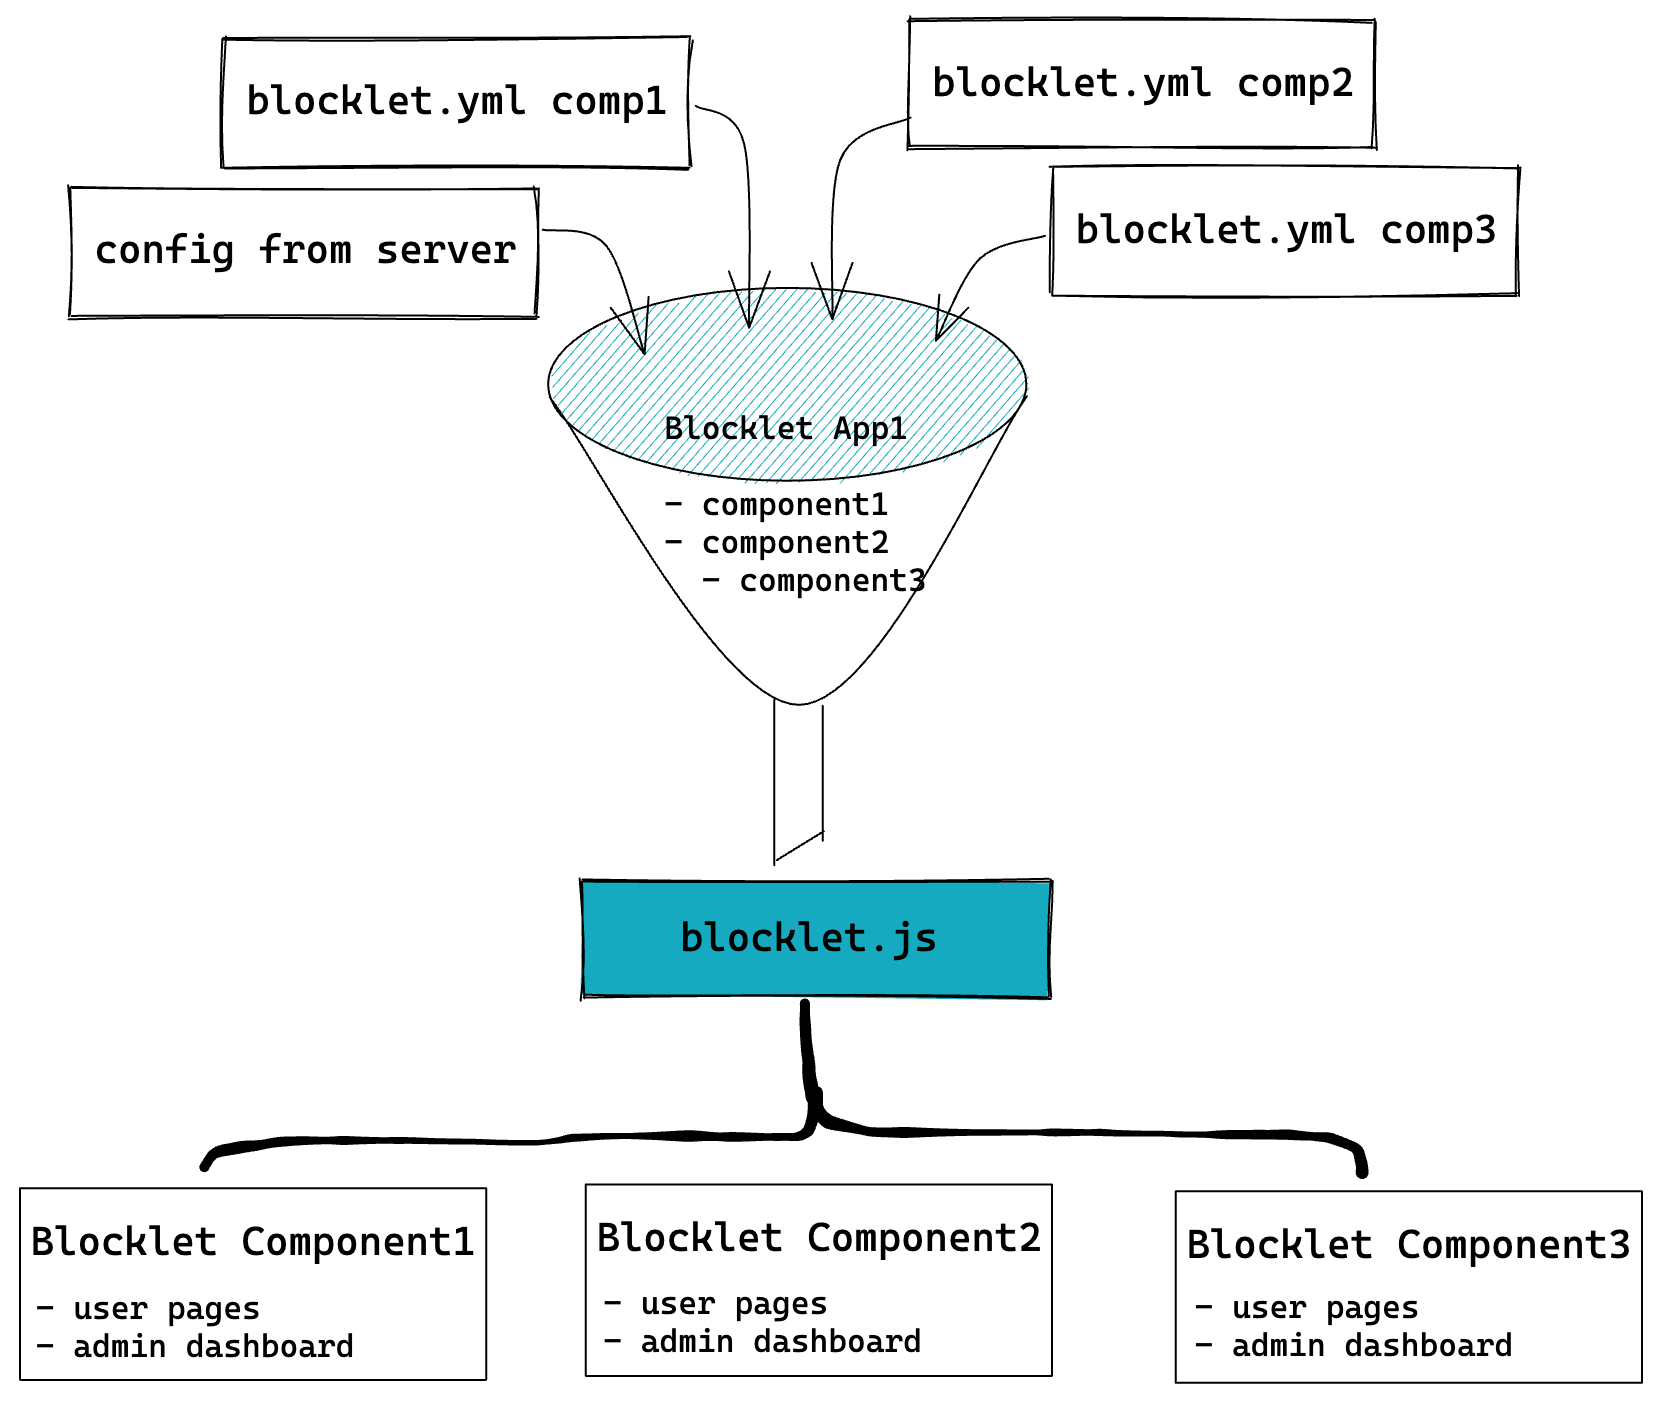 blocklet.yml comp1
blocklet.yml comp2
config from server
blocklet.yml comp3
Blocklet App1
- component1
- component2
- component3
blocklet.js
Blocklet Component1
- user pages
- admin dashboard
Blocklet Component2
- user pages
- admin dashboard
Blocklet Component3
- user pages
- admin dashboard